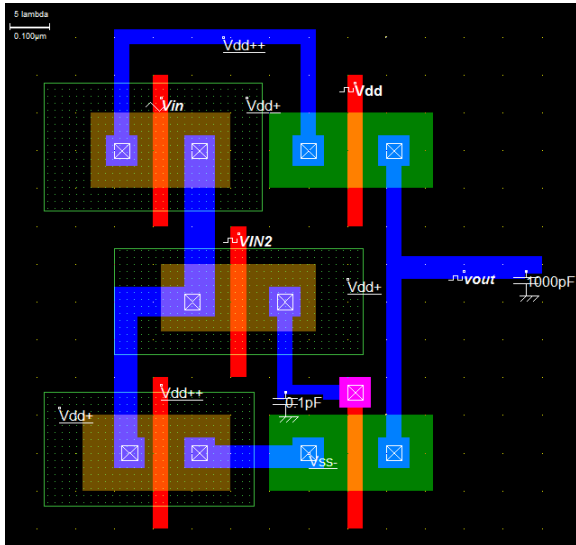 5 lambda
0.100µm
Vdd++
Vin
Vdd+
Vdd
VIN2
Vdd+
vout
1000pF
Vdd++
0.1pF
Vdd+
Vss-